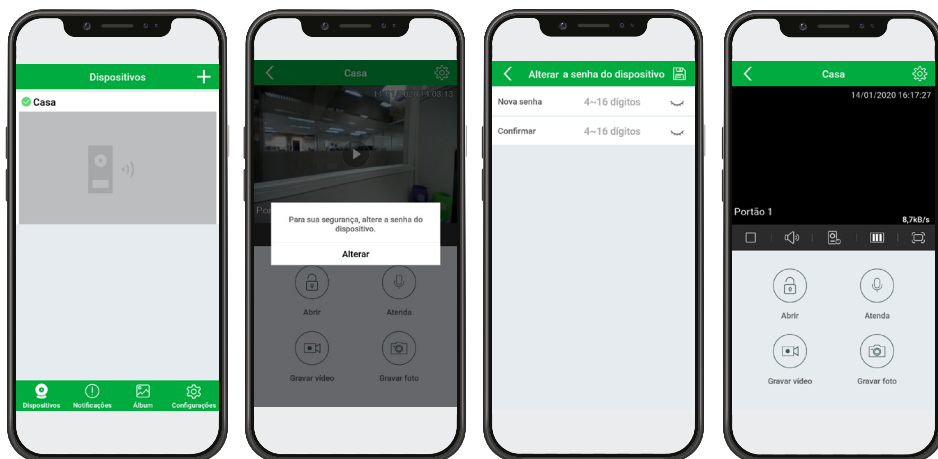 Dispositivos
Casa
Dispositivos
Notificações
Álbum
Configurações
Casa
Para sua segurança, altere a senha do
dispositivo.
Alterar
Abrir
Atenda
Gravar vídeo
Gravar foto
Alterar a senha do dispositivo
Nova senha 4~16 dígitos
Confirmar 4~16 dígitos
Casa
14/01/2020 16:17:27
Portão 1
8,7kB/s
Abrir
Atenda
Gravar vídeo
Gravar foto